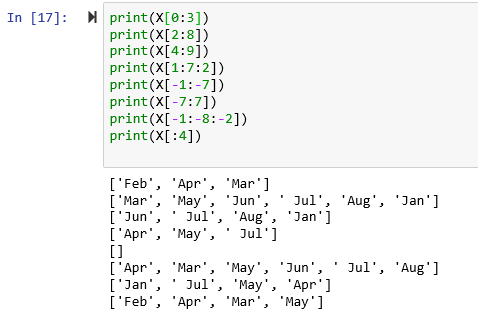 In [17]:
print(X[0:3])
print(X[2:8])
print(X[4:9])
print(X[1:7:2])
print(X[-1:-7])
print(X[-7:7])
print(X[-1:-8:-2])
print(X[:4])
['Feb', 'Apr', 'Mar']
['Mar', 'May', 'Jun', ' Jul', 'Aug', 'Jan']
['Jun', ' Jul', 'Aug', 'Jan']
['Apr', 'May', ' Jul']
[]
['Apr', 'Mar', 'May', 'Jun', ' Jul', 'Aug']
['Jan', ' Jul', 'May', 'Apr']
['Feb', 'Apr', 'Mar', 'May']